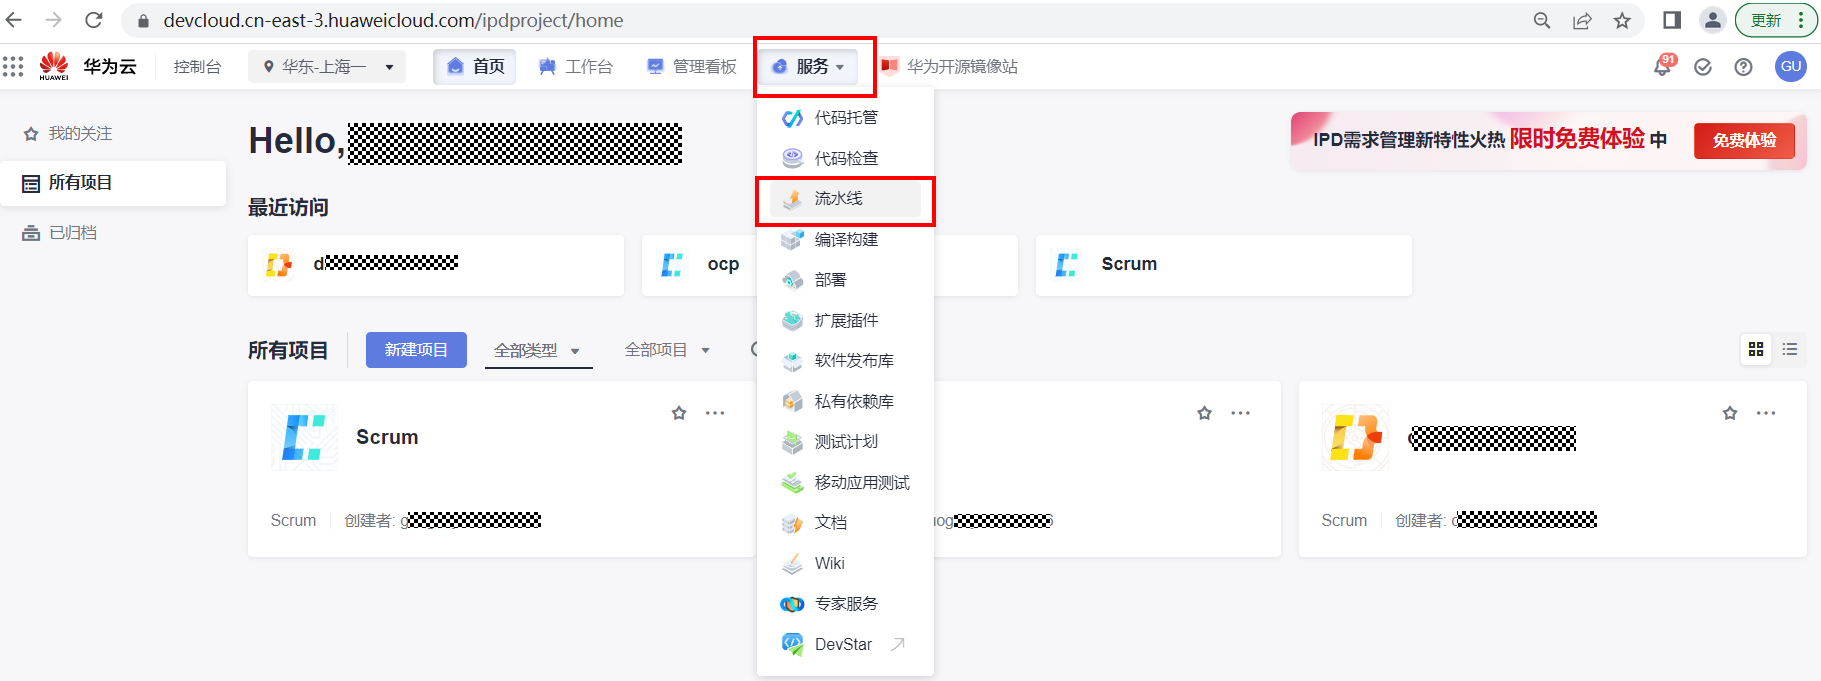 devcloud.cn-east-3.huaweicloud.com/ipdproject/home
更新
HUAWEI
华为云
控制台
华东-上海一
首页
工作台
管理看板
服务
华为开源镜像站
91
GU
我的关注
所有项目
已归档
Hello,
IPD需求管理新特性火热 限时免费体验 中
免费体验
最近访问
d
ocp
Scrum
所有项目
新建项目
全部类型
全部项目
代码托管
代码检查
流水线
编译构建
部署
扩展插件
软件发布库
私有依赖库
测试计划
移动应用测试
文档
Wiki
专家服务
DevStar
Scrum
Scrum
创建者: g
uog
6
Scrum
创建者: